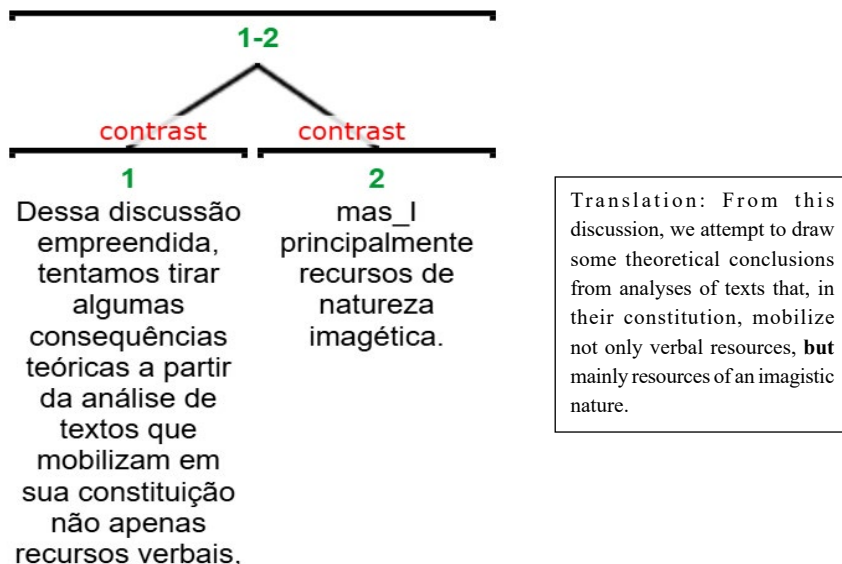 1-2
contrast contrast
1
Dessa discussão
empreendida,
tentamos tirar
algumas
consequências
teóricas a partir
da análise de
textos que
mobilizam em
sua constituição
não apenas
recursos verbais,
2
mas_I
principalmente
recursos de
natureza
imagética.
Translation: From this
discussion, we attempt to draw
some theoretical conclusions
from analyses of texts that, in
their constitution, mobilize
not only verbal resources, but
mainly resources of an imagistic
nature.